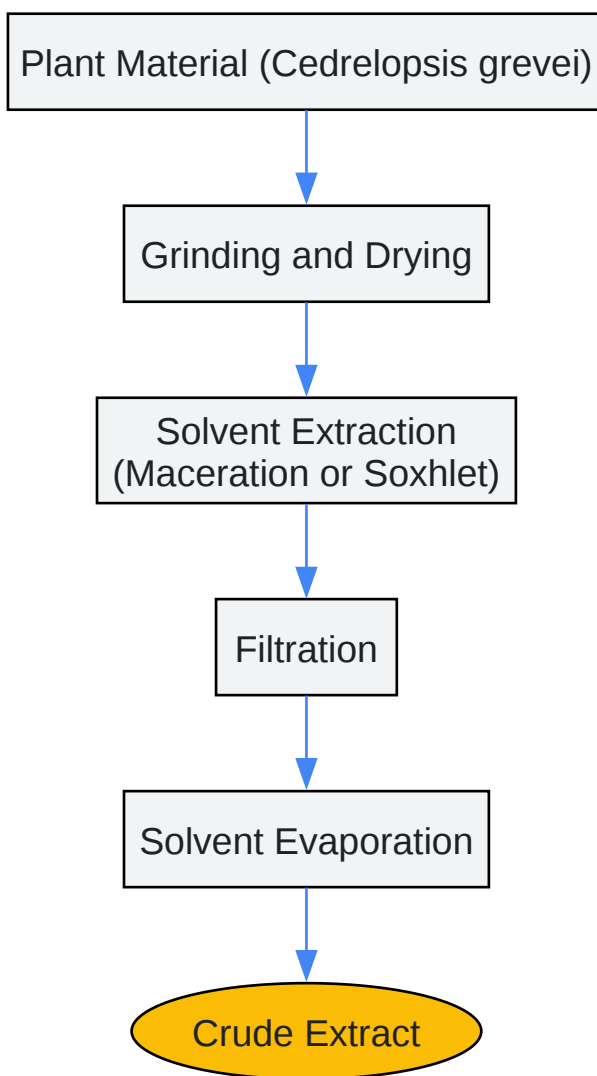 Plant Material (Cedrelopsis grevei)
Grinding and Drying
Solvent Extraction
(Maceration or Soxhlet)
Filtration
Solvent Evaporation
Crude Extract